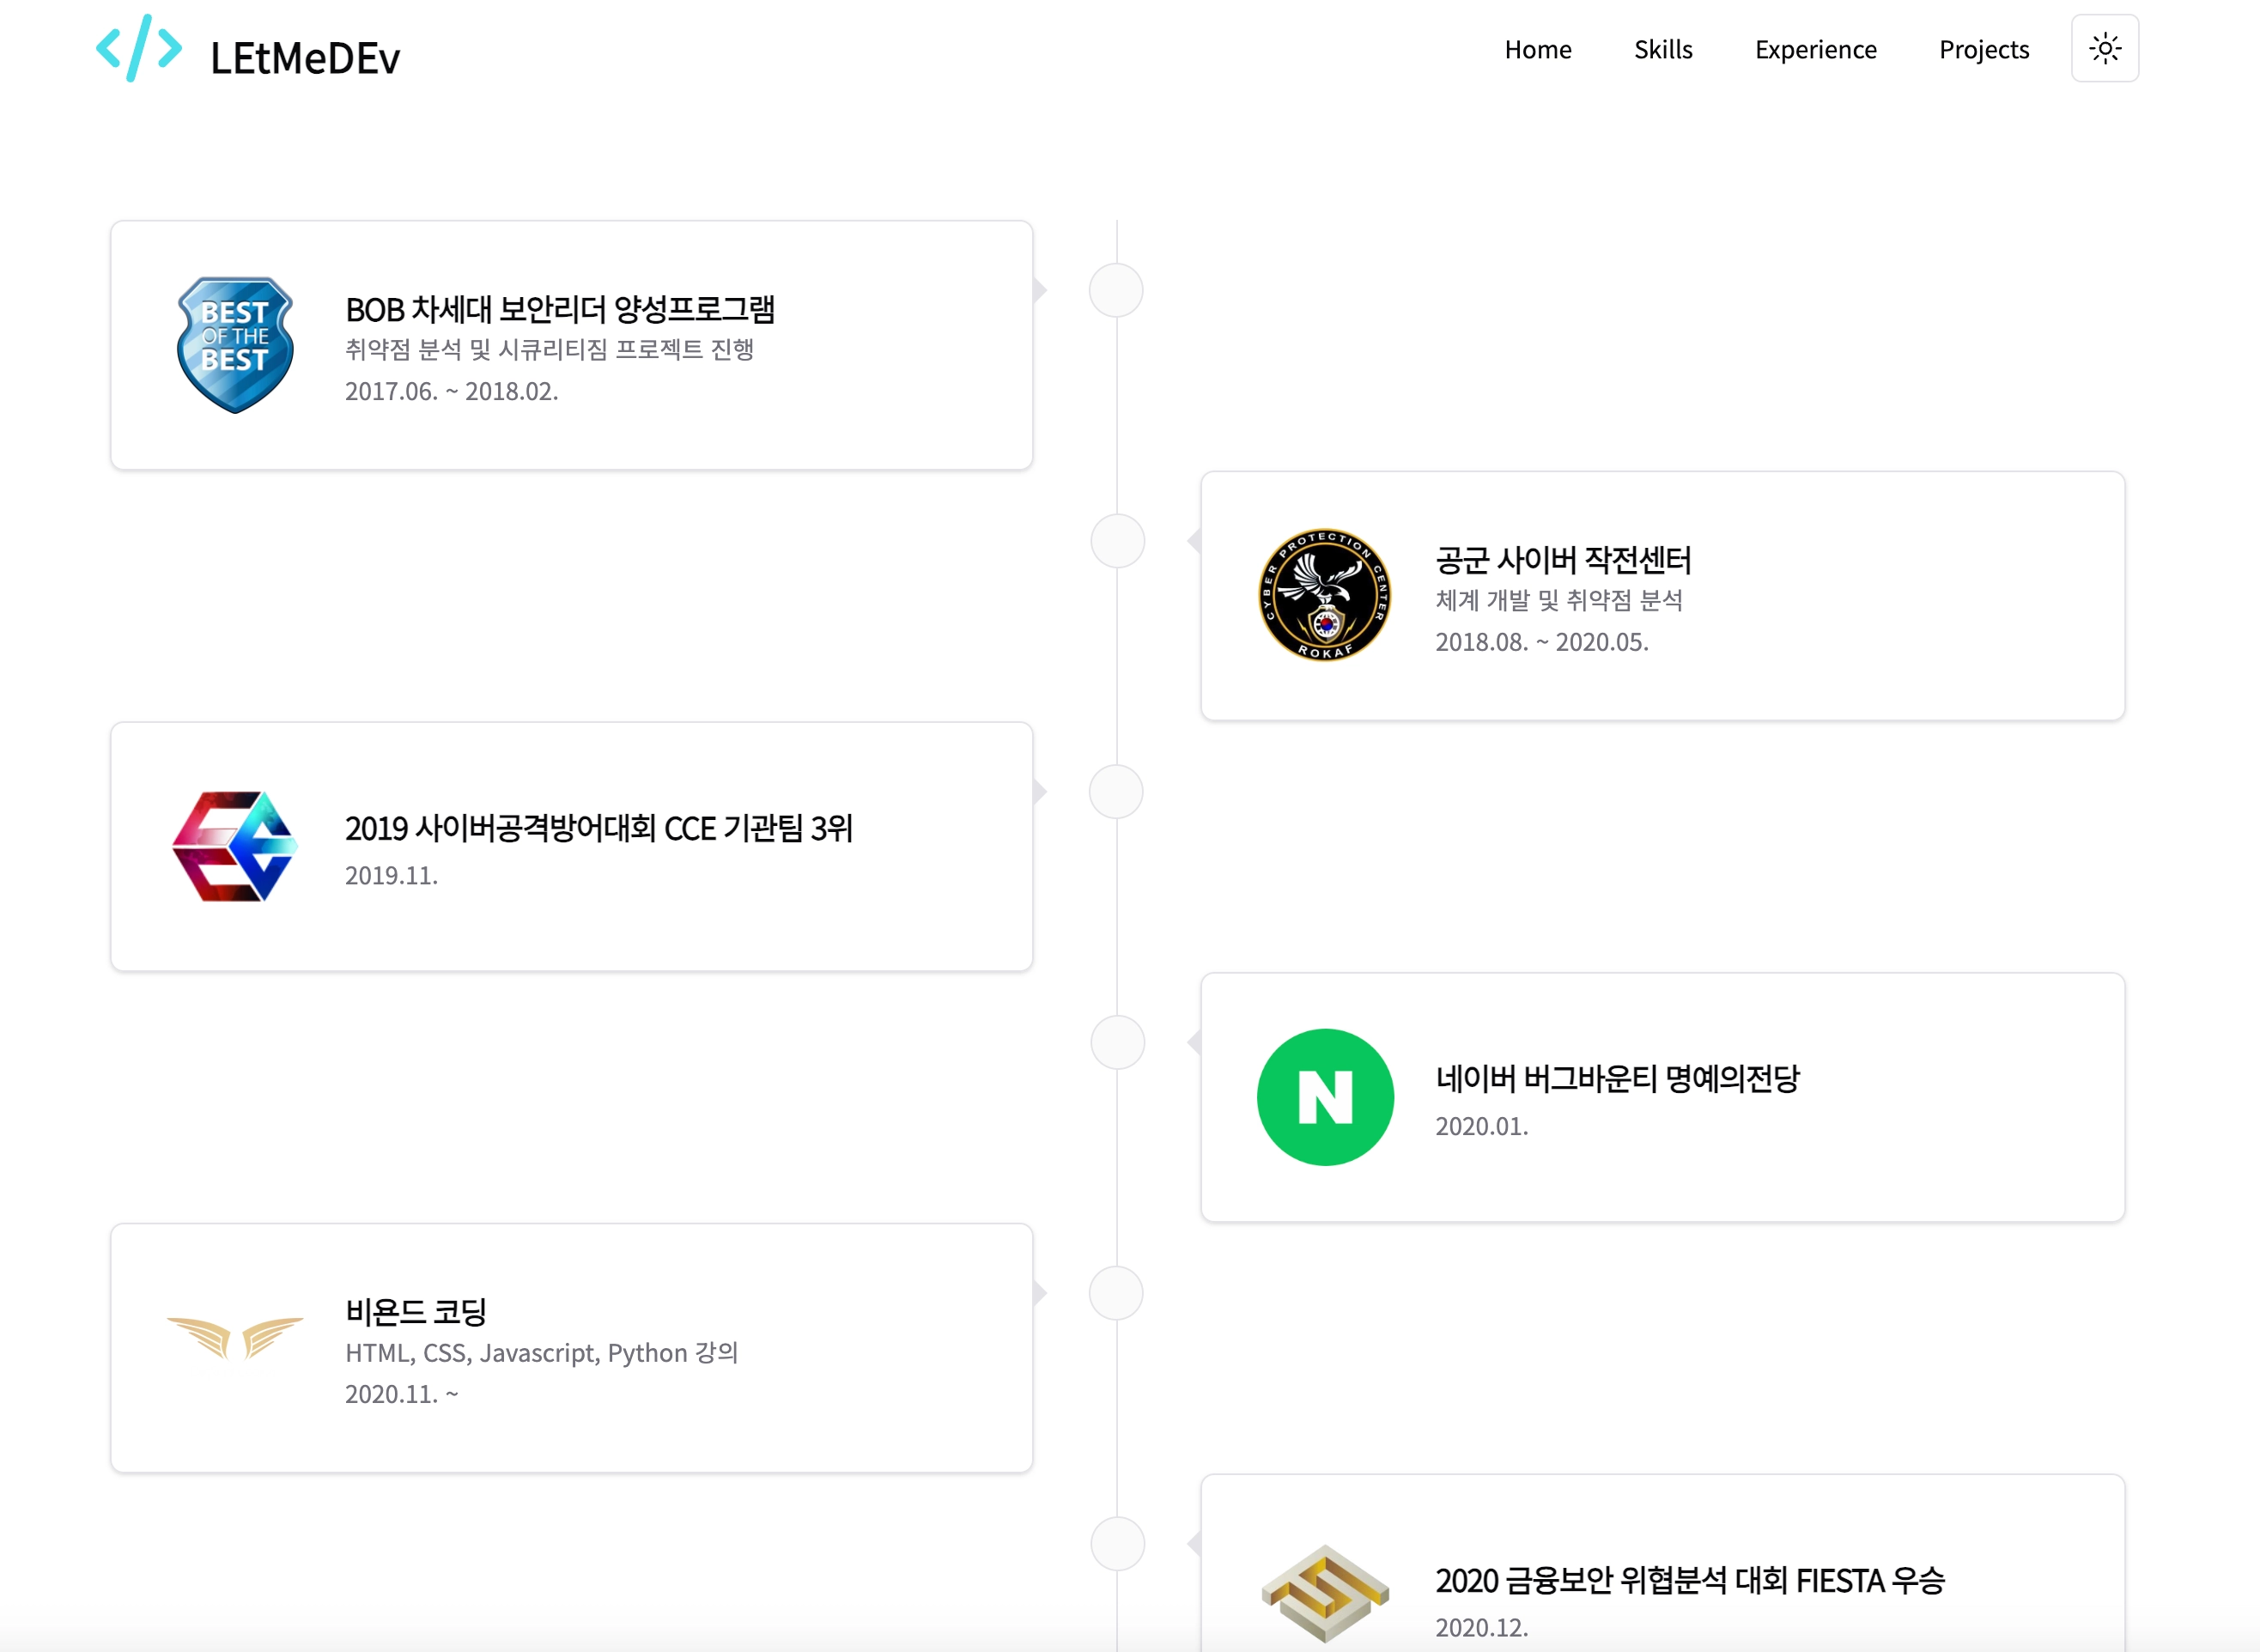 LEtMeDEv
Home Skills Experience Projects
BEST
OF THE
BEST
BOB 차세대 보안리더 양성프로그램
취약점 분석 및 시큐리티짐 프로젝트 진행
2017.06. ~ 2018.02.
CYBER PROTECTION CENTER
ROKAF
공군 사이버 작전센터
체계 개발 및 취약점 분석
2018.08. ~ 2020.05.
2019 사이버공격방어대회 CCE 기관팀 3위
2019.11.
N
네이버 버그바운티 명예의전당
2020.01.
비욘드 코딩
HTML, CSS, Javascript, Python 강의
2020.11. ~
2020 금융보안 위협분석 대회 FIESTA 우승
2020.12.